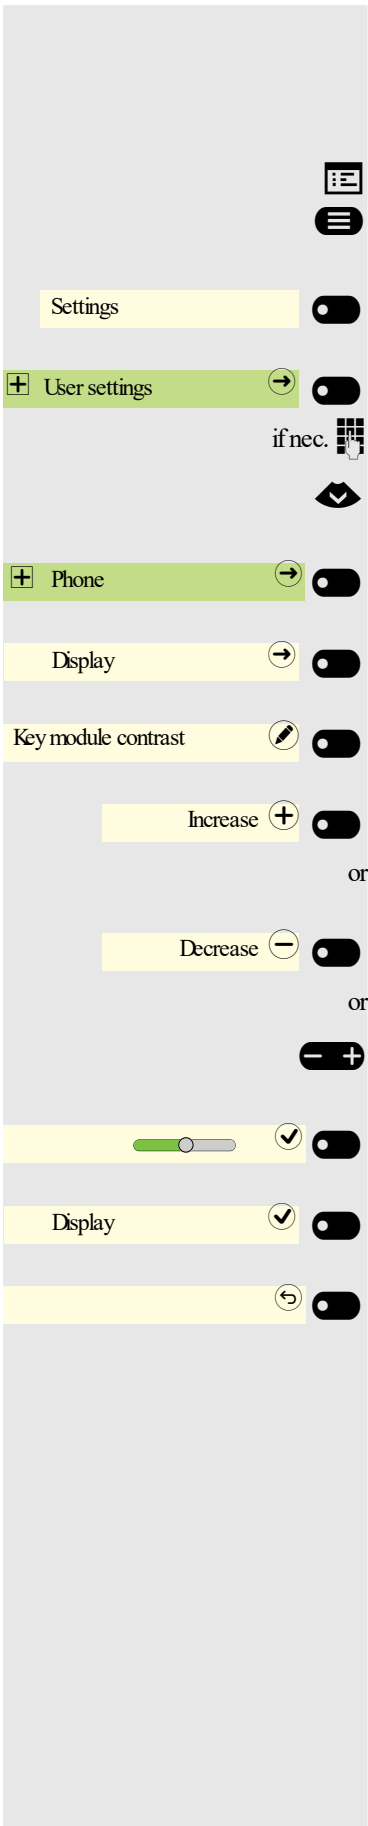 Settings
User settings
if nec.
Phone
Display
Key module contrast
Increase
or
Decrease
or
Display